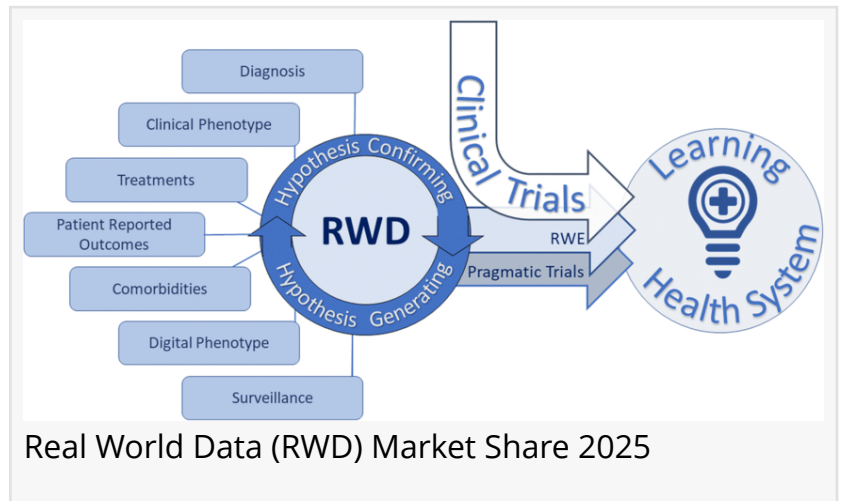 Diagnosis
Clinical Phenotype
Treatments
Patient Reported
Outcomes
Comorbidities
Digital Phenotype
Surveillance
Hypothesis Confirming
RWD
Hypothesis Generating
Clinical Trials
RWE
Pragmatic Trials
Learning
Health System
Real World Data (RWD) Market Share 2025